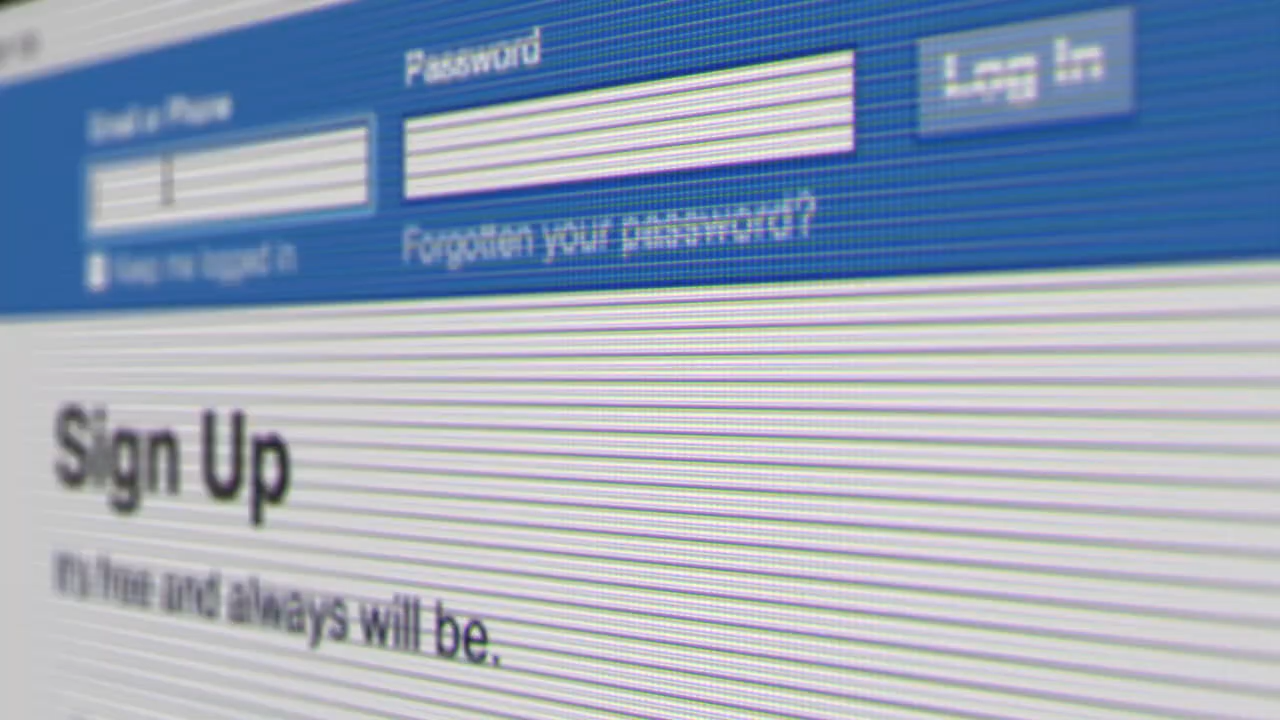 Email or Phone
Password
Log In
Keep me logged in
Forgotten your password?
Sign Up
It's free and always will be.